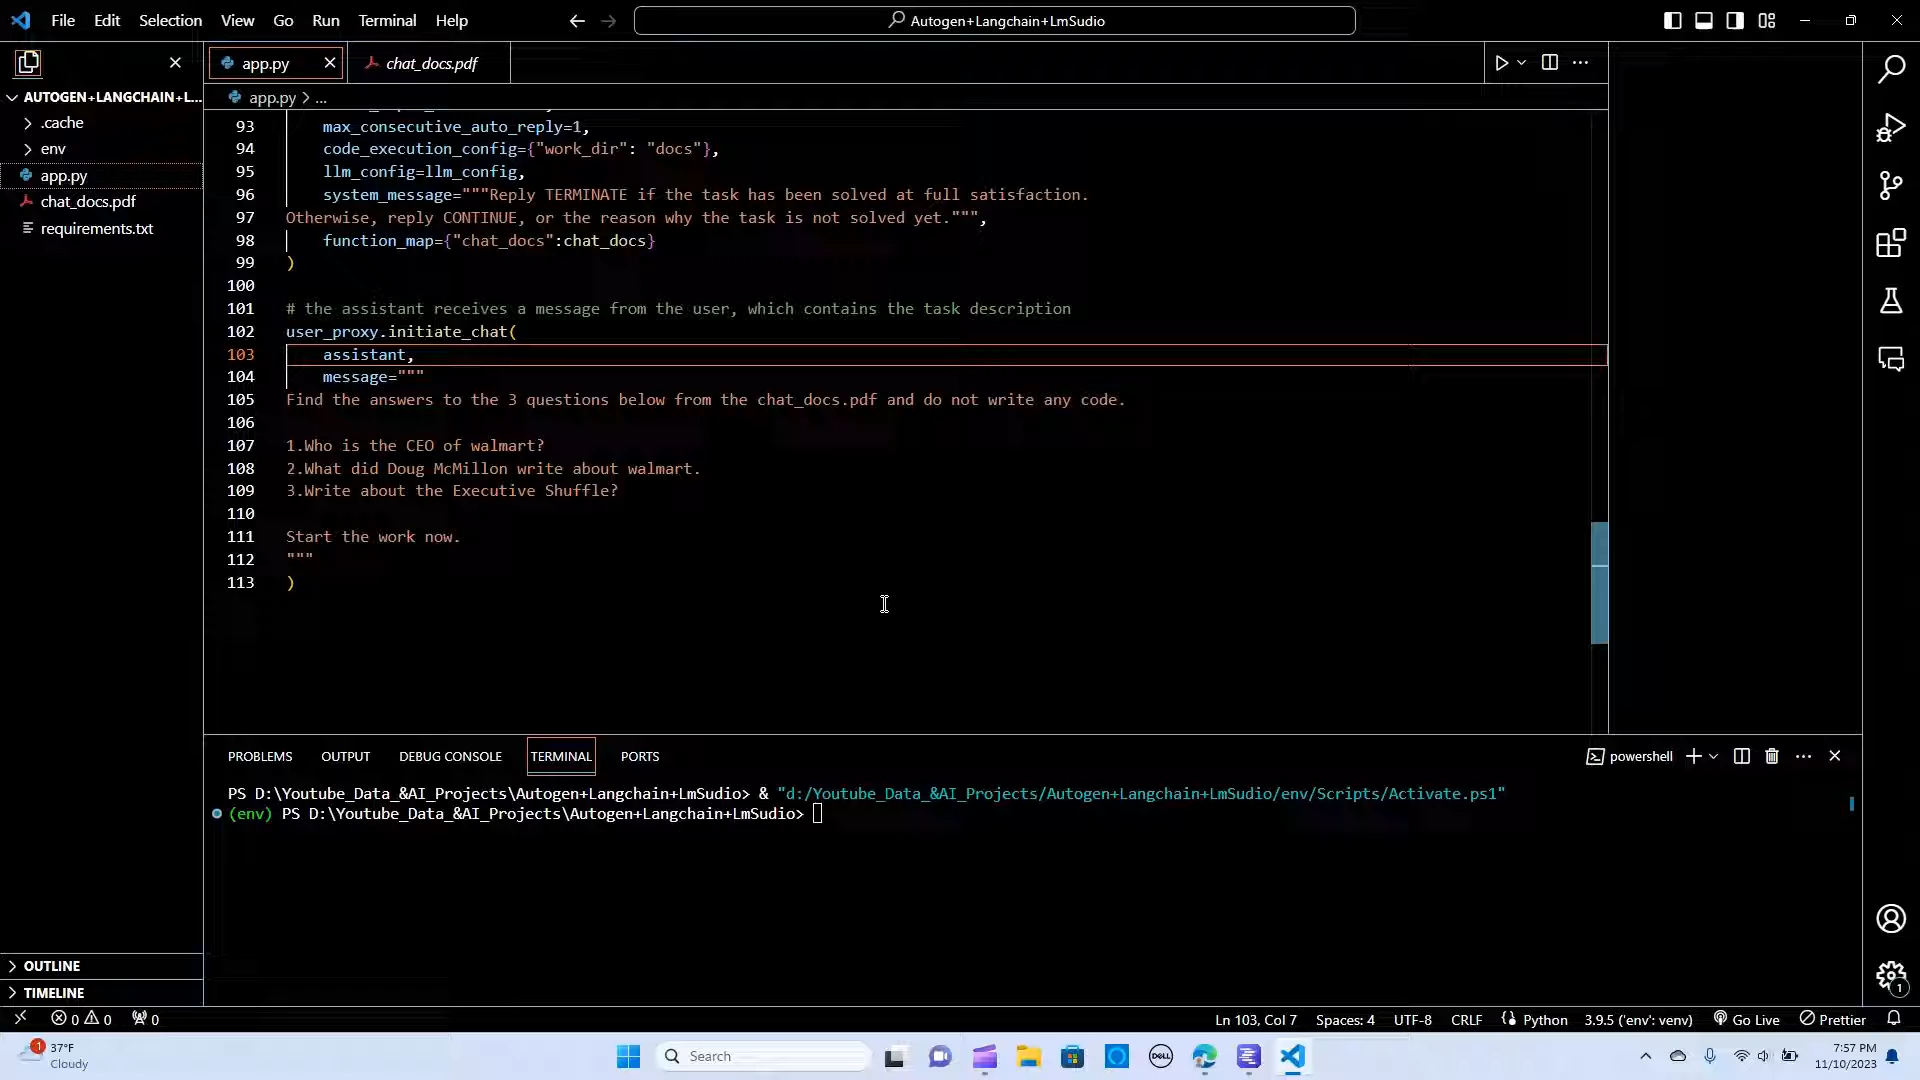 File Edit Selection View Go Run Terminal Help
Autogen+Langchain+LmSudio
app.py
chat_docs.pdf
AUTOGEN+LANGCHAIN+L...
.cache
env
app.py
chat_docs.pdf
requirements.txt
app.py > ...
93 max_consecutive_auto_reply=1,
94 code_execution_config={"work_dir": "docs"},
95 llm_config=llm_config,
96 system_message="""Reply TERMINATE if the task has been solved at full satisfaction.
97 Otherwise, reply CONTINUE, or the reason why the task is not solved yet.""",
98 function_map={"chat_docs":chat_docs}
99 )
100
101 # the assistant receives a message from the user, which contains the task description
102 user_proxy.initiate_chat(
103 assistant,
104 message="""
105 Find the answers to the 3 questions below from the chat_docs.pdf and do not write any code.
106
107 1.Who is the CEO of walmart?
108 2.What did Doug McMillon write about walmart.
109 3.Write about the Executive Shuffle?
110
111 Start the work now.
112 """
113 )
PROBLEMS OUTPUT DEBUG CONSOLE TERMINAL PORTS
powershell
PS D:\Youtube_Data_&AI_Projects\Autogen+Langchain+LmSudio> & "d:/Youtube_Data_&AI_Projects/Autogen+Langchain+LmSudio/env/Scripts/Activate.ps1"
(env) PS D:\Youtube_Data_&AI_Projects\Autogen+Langchain+LmSudio>
OUTLINE
TIMELINE
1
0 0 0
Ln 103, Col 7 Spaces: 4 UTF-8 CRLF Python 3.9.5 ('env': venv) Go Live Prettier
1
37°F
Cloudy
Search
DELL
7:57 PM
11/10/2023